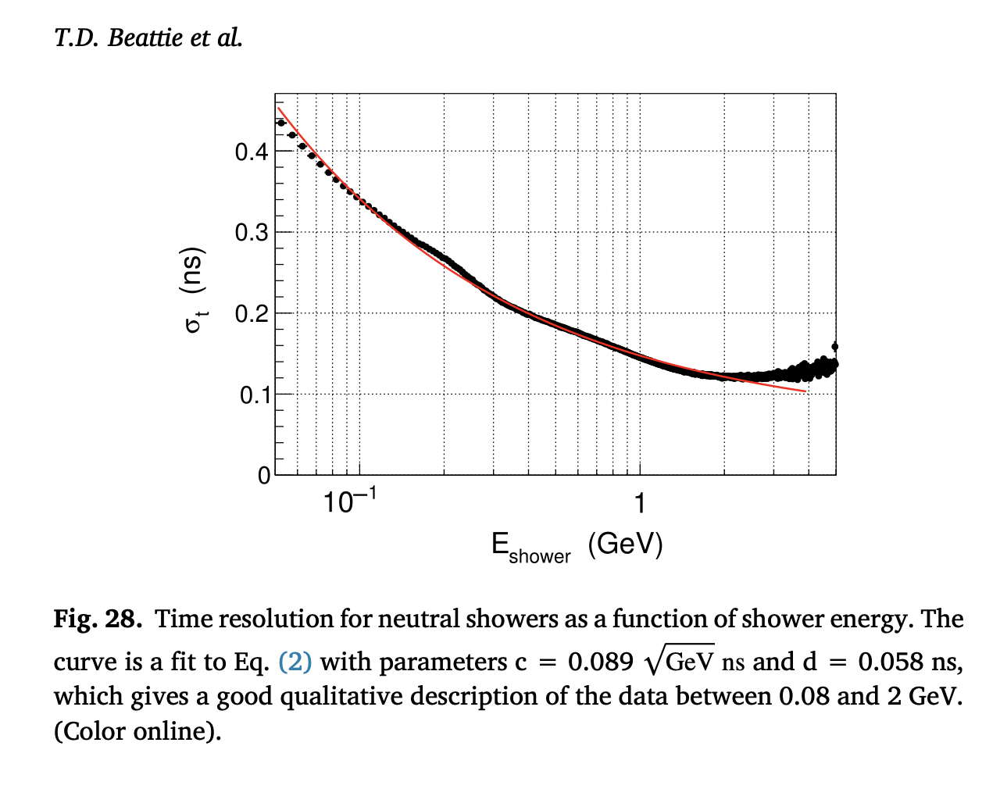 T.D. Beattie et al.
0.4
0.3
0.2
0.1
0
σt (ns)
10−1
1
Eshower (GeV)
Fig. 28. Time resolution for neutral showers as a function of shower energy. The
curve is a fit to Eq. (2) with parameters c = 0.089 √GeV ns and d = 0.058 ns,
which gives a good qualitative description of the data between 0.08 and 2 GeV.
(Color online).